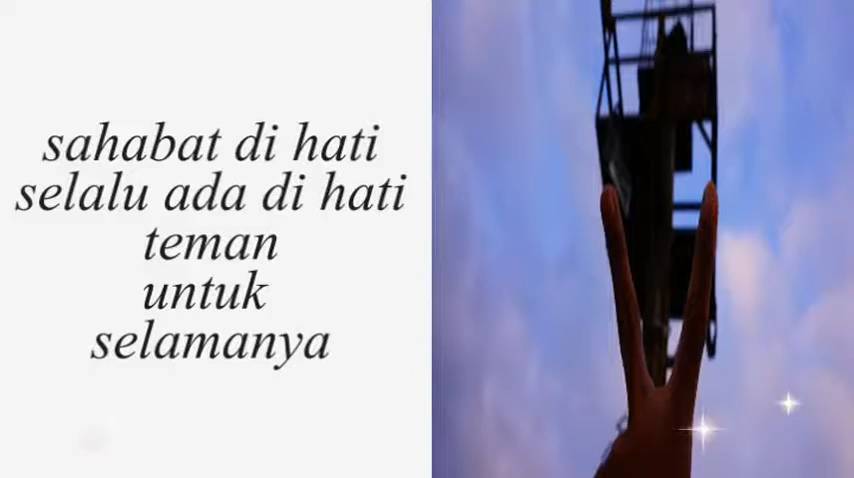 sahabat di hati
selalu ada di hati
teman
untuk
selamanya